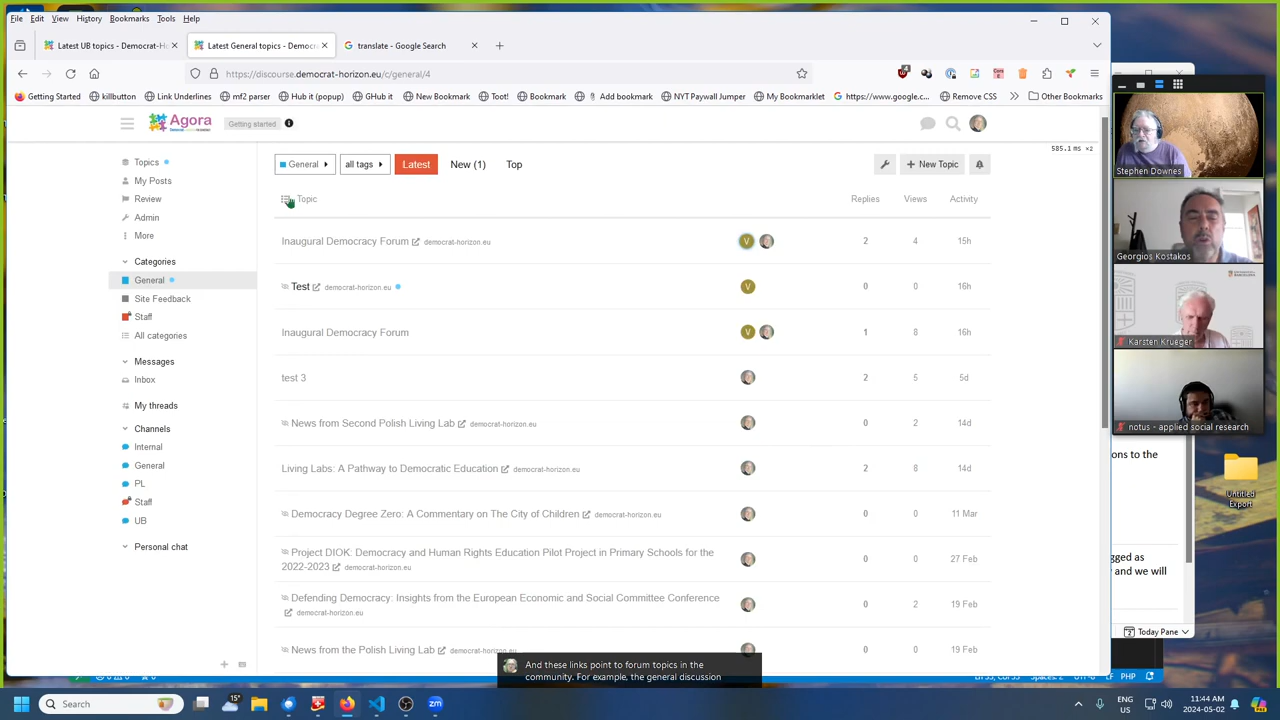 File Edit View History Bookmarks Tools Help
Latest UB topics - Democrat-Ho
Latest General topics - Democr
translate - Google Search
https://discourse.democrat-horizon.eu/c/general/4
Getting Started
killbutton
Link Underlines
mf2 parser
Huffduff it (popup)
GHub it
Toot!
Bookmark
Add bookmark
NYT Paywall Jump
My Bookmarklet
https://www.google.c...
Remove CSS
Other Bookmarks
Agora
Getting started
585.1 ms ×2
Topics
My Posts
Review
Admin
More
Categories
General
Site Feedback
Staff
All categories
Messages
Inbox
My threads
Channels
Internal
General
PL
Staff
UB
Personal chat
General
all tags
Latest
New (1)
Top
New Topic
Topic Replies Views Activity
Inaugural Democracy Forum democrat-horizon.eu V 2 4 15h
Test democrat-horizon.eu V 0 0 16h
Inaugural Democracy Forum V 1 8 16h
test 3 2 5 5d
News from Second Polish Living Lab democrat-horizon.eu 0 2 14d
Living Labs: A Pathway to Democratic Education democrat-horizon.eu 2 8 14d
Democracy Degree Zero: A Commentary on The City of Children democrat-horizon.eu 0 0 11 Mar
Project DIOK: Democracy and Human Rights Education Pilot Project in Primary Schools for the
2022-2023 democrat-horizon.eu 0 0 27 Feb
Defending Democracy: Insights from the European Economic and Social Committee Conference
democrat-horizon.eu 0 2 19 Feb
News from the Polish Living Lab 0 0 19 Feb
And these links point to forum topics in the
community. For example, the general discussion
Stephen Downes
Georgios Kostakos
Karsten Krueger
notus - applied social research
ons to the
gged as
and we will
Today Pane
Untitled
Export
Search
15°
LF PHP
ENG
US
11:44 AM
2024-05-02